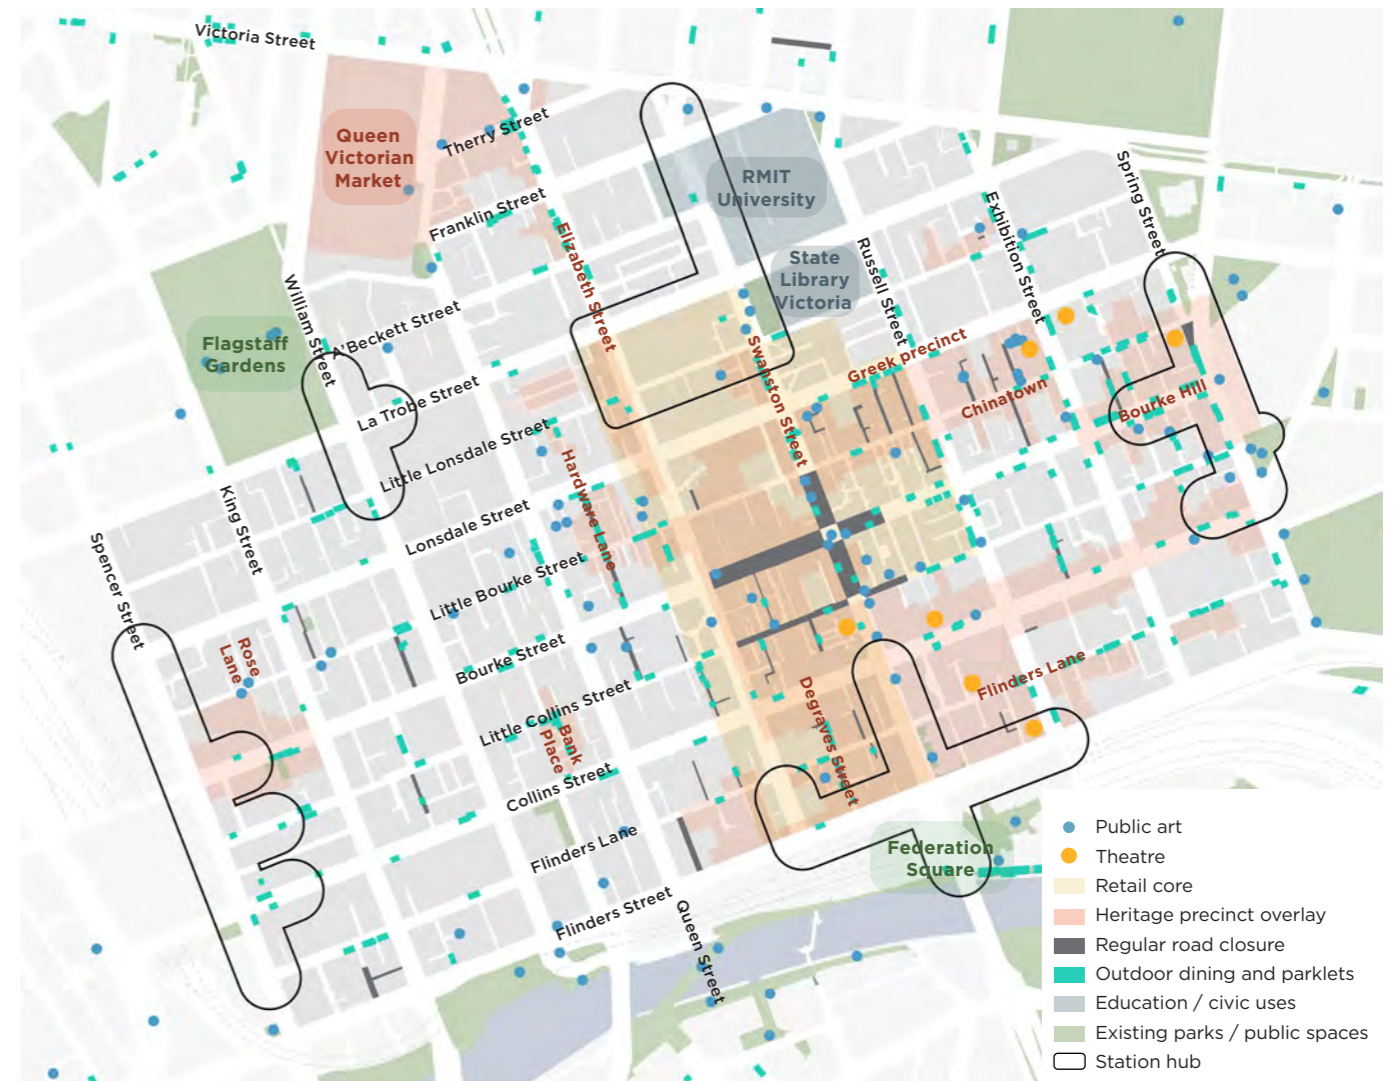 Victoria Street
Queen
Victorian
Market
Therry Street
Franklin Street
RMIT
University
Spring Street
Exhibition Street
Elizabeth Street
State
Library
Victoria
Russell Street
William Street
A'Beckett Street
Flagstaff
Gardens
Greek precinct
Swanston Street
Chinatown
Bourke Hill
La Trobe Street
Little Lonsdale Street
Hardware Lane
King Street
Lonsdale Street
Spencer Street
Little Bourke Street
Rose
Lane
Bourke Street
Flinders Lane
Degraves Street
Little Collins Street
Bank
Place
Collins Street
Flinders Lane
Federation
Square
Flinders Street
Queen Street
Public art
Theatre
Retail core
Heritage precinct overlay
Regular road closure
Outdoor dining and parklets
Education / civic uses
Existing parks / public spaces
Station hub